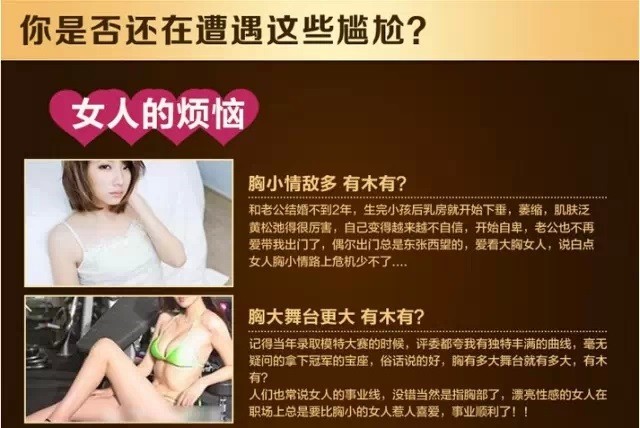 你是否还在遭遇这些尴尬？
女人的烦恼
胸小情敌多 有木有？
和老公结婚不到2年，生完小孩后乳房就开始下垂，萎缩，肌肤泛
黄松弛得很厉害，自己变得越来越不自信，开始自卑，老公也不再
爱带我出门了，偶尔出门总是东张西望的，爱看大胸女人，说白点
女人胸小情路上危机少不了....
胸大舞台更大 有木有？
记得当年录取模特大赛的时候，评委都夸我有独特丰满的曲线，毫无
疑问的拿下冠军的宝座，俗话说的好，胸有多大舞台就有多大，有木
有？
人们也常说女人的事业线，没错当然是指胸部了，漂亮性感的女人在
职场上总是要比胸小的女人惹人喜爱，事业顺利了！！